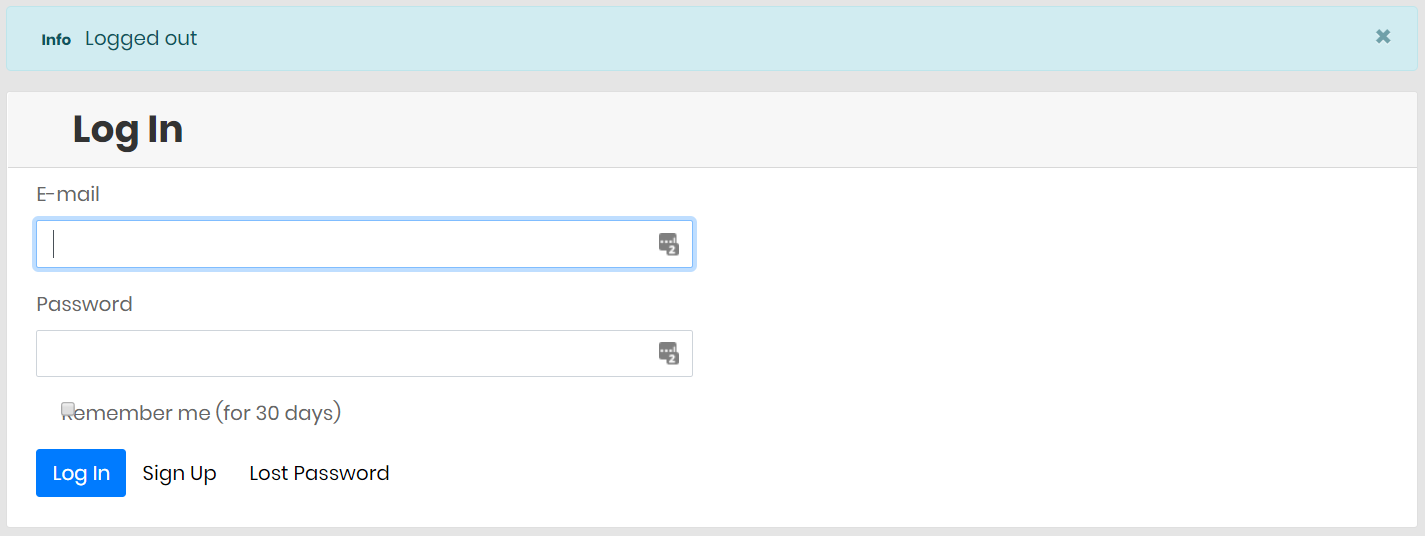 Info Logged out ✖
Log In
E-mail
Password
Remember me (for 30 days)
Log In Sign Up Lost Password